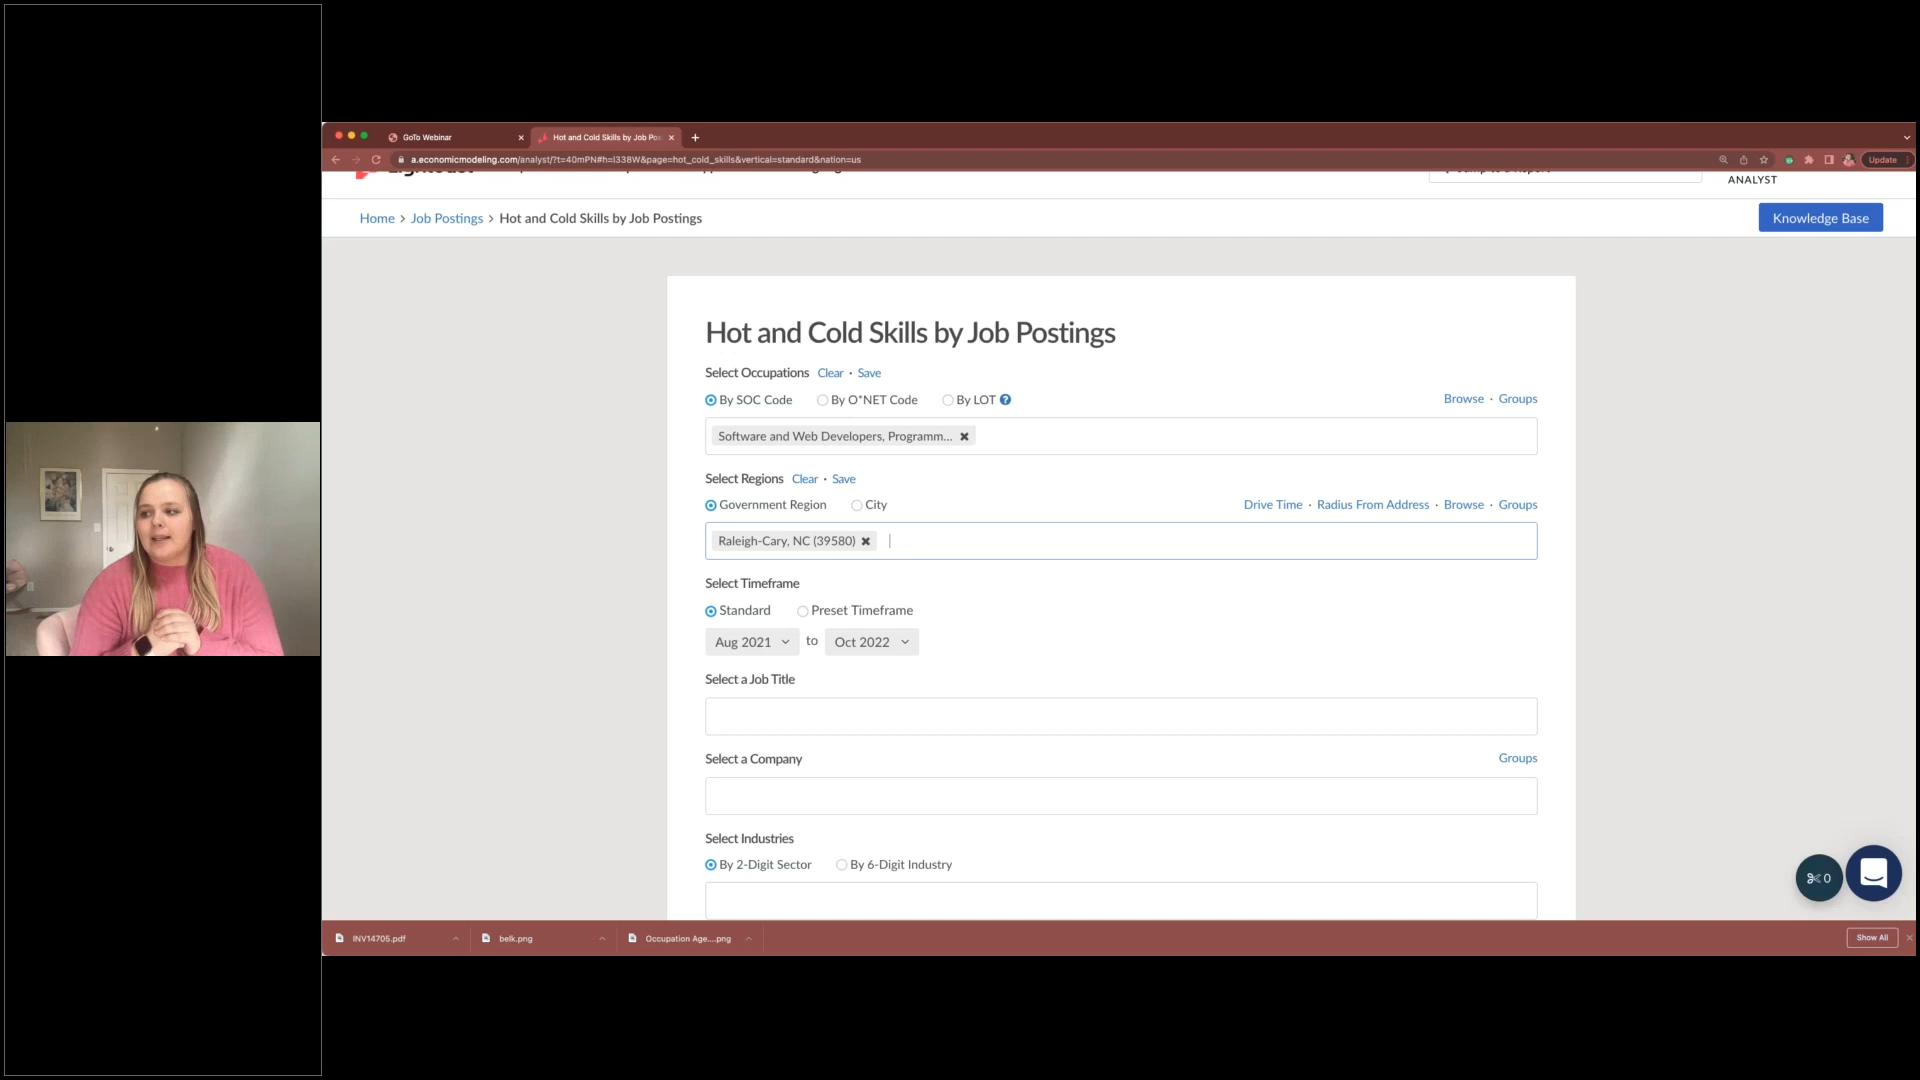 GoTo Webinar
Hot and Cold Skills by Job Pos
a.economicmodeling.com/analyst/?t=40mPN#h=I338W&page=hot_cold_skills&vertical=standard&nation=us
Update
ANALYST
Home > Job Postings > Hot and Cold Skills by Job Postings
Knowledge Base
Hot and Cold Skills by Job Postings
Select Occupations Clear · Save
By SOC Code By O*NET Code By LOT ?
Browse · Groups
Software and Web Developers, Programm...
Select Regions Clear · Save
Government Region City
Drive Time · Radius From Address · Browse · Groups
Raleigh-Cary, NC (39580)
Select Timeframe
Standard Preset Timeframe
Aug 2021 to Oct 2022
Select a Job Title
Select a Company
Groups
Select Industries
By 2-Digit Sector By 6-Digit Industry
0
INV14705.pdf
belk.png
Occupation Age....png
Show All